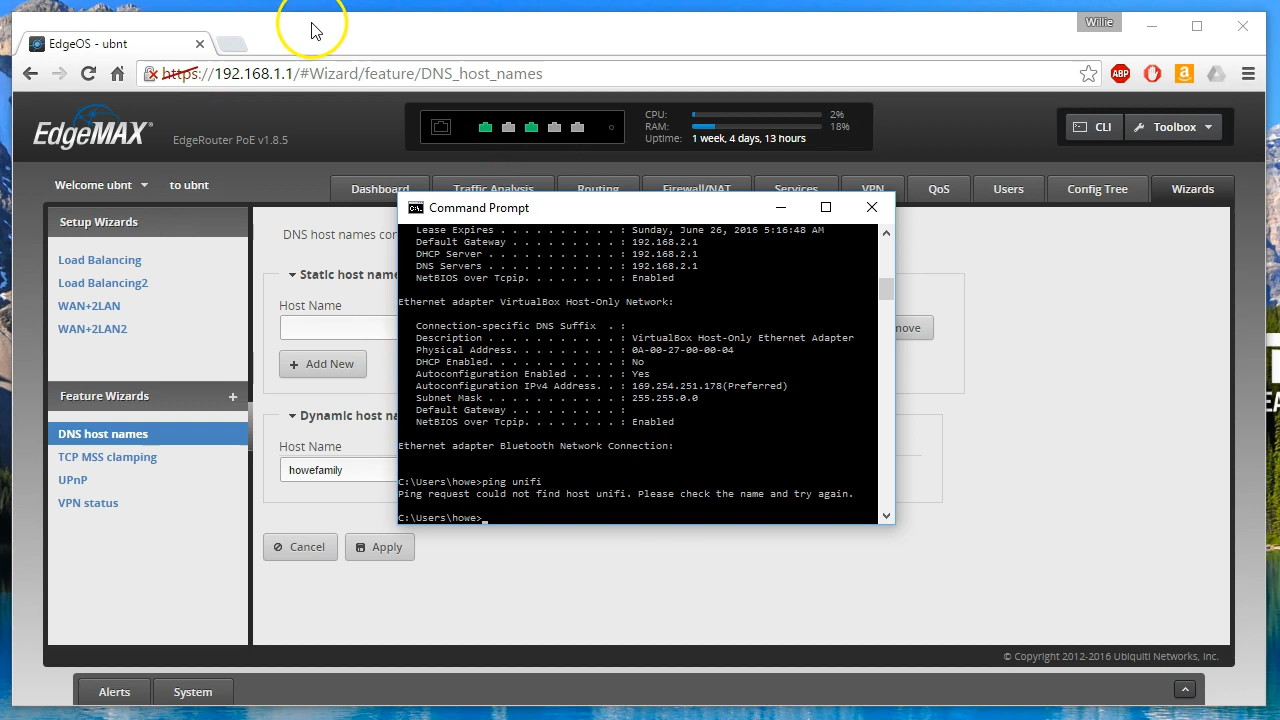 Willie
EdgeOS - ubnt
https://192.168.1.1/#Wizard/feature/DNS_host_names
ABP
EdgeMAX
EdgeRouter PoE v1.8.5
CPU: 2%
RAM: 18%
Uptime: 1 week, 4 days, 13 hours
CLI
Toolbox
Welcome ubnt
to ubnt
Dashboard
Traffic Analysis
Routing
Firewall/NAT
Services
VPN
QoS
Users
Config Tree
Wizards
Setup Wizards
Load Balancing
Load Balancing2
WAN+2LAN
WAN+2LAN2
Feature Wizards +
DNS host names
TCP MSS clamping
UPnP
VPN status
DNS host names
Static host
Host Name
+ Add New
Dynamic host
Host Name
howefamily
Cancel
Apply
Command Prompt
Lease Expires . . . . . . . . . . : Sunday, June 26, 2016 5:16:48 AM
Default Gateway . . . . . . . . . : 192.168.2.1
DHCP Server . . . . . . . . . . . : 192.168.2.1
DNS Servers . . . . . . . . . . . : 192.168.2.1
NetBIOS over Tcpip. . . . . . . . : Enabled
Ethernet adapter VirtualBox Host-Only Network:
Connection-specific DNS Suffix  . :
Description . . . . . . . . . . . : VirtualBox Host-Only Ethernet Adapter
Physical Address. . . . . . . . . : 0A-00-27-00-00-04
DHCP Enabled. . . . . . . . . . . : No
Autoconfiguration Enabled . . . . : Yes
Autoconfiguration IPv4 Address. . : 169.254.251.178(Preferred)
Subnet Mask . . . . . . . . . . . : 255.255.0.0
Default Gateway . . . . . . . . . :
NetBIOS over Tcpip. . . . . . . . : Enabled
Ethernet adapter Bluetooth Network Connection:
C:\Users\howe>ping unifi
Ping request could not find host unifi. Please check the name and try again.
C:\Users\howe>
© Copyright 2012-2016 Ubiquiti Networks, Inc.
Alerts
System